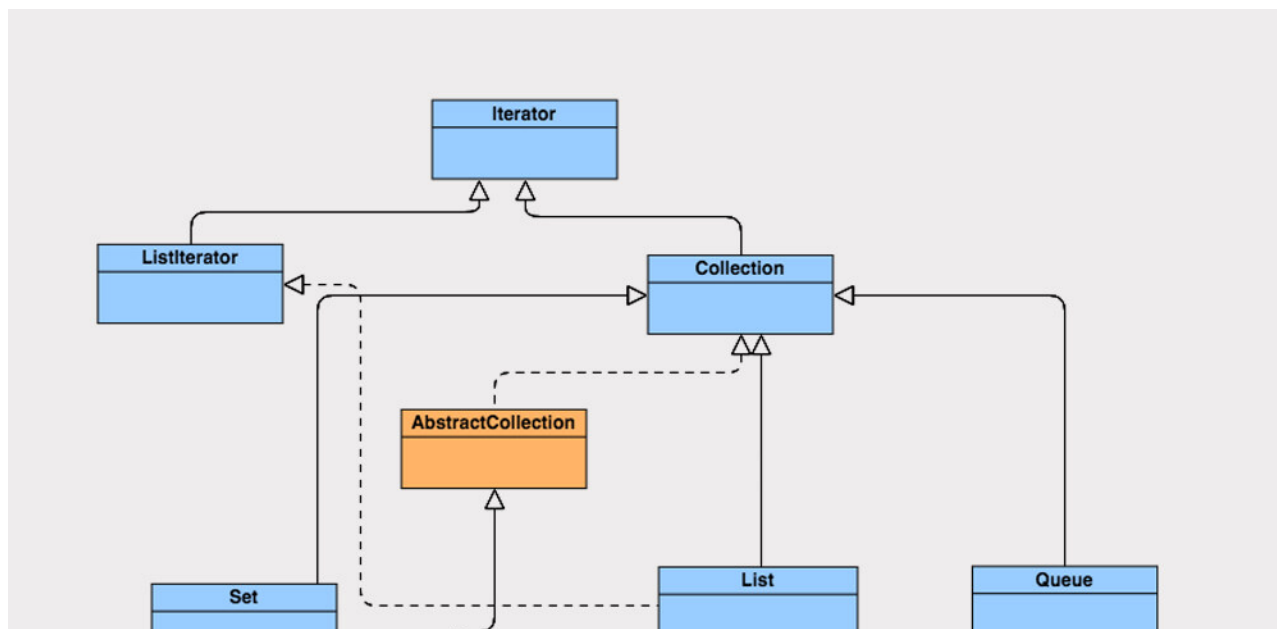 Iterator
ListIterator
Collection
AbstractCollection
List
Queue
Set